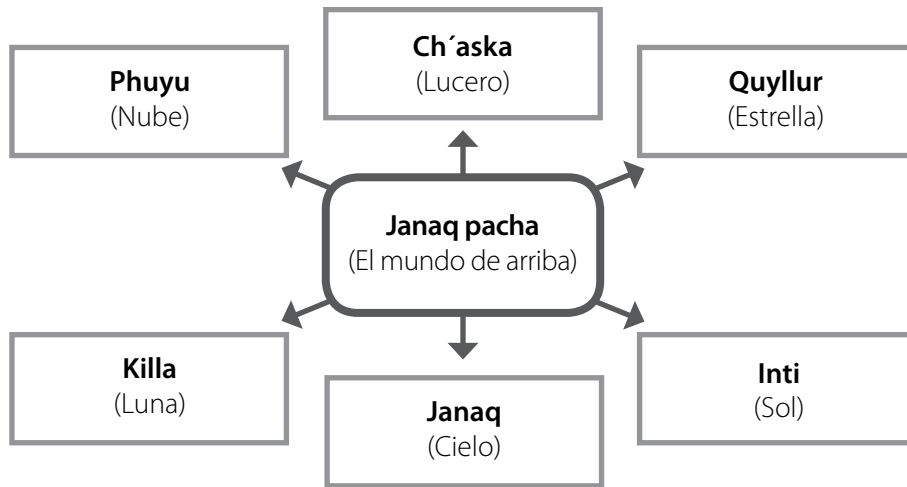 Ch´aska
(Lucero)
Phuyu
(Nube)
Quyllur
(Estrella)
Janaq pacha
(El mundo de arriba)
Killa
(Luna)
Janaq
(Cielo)
Inti
(Sol)